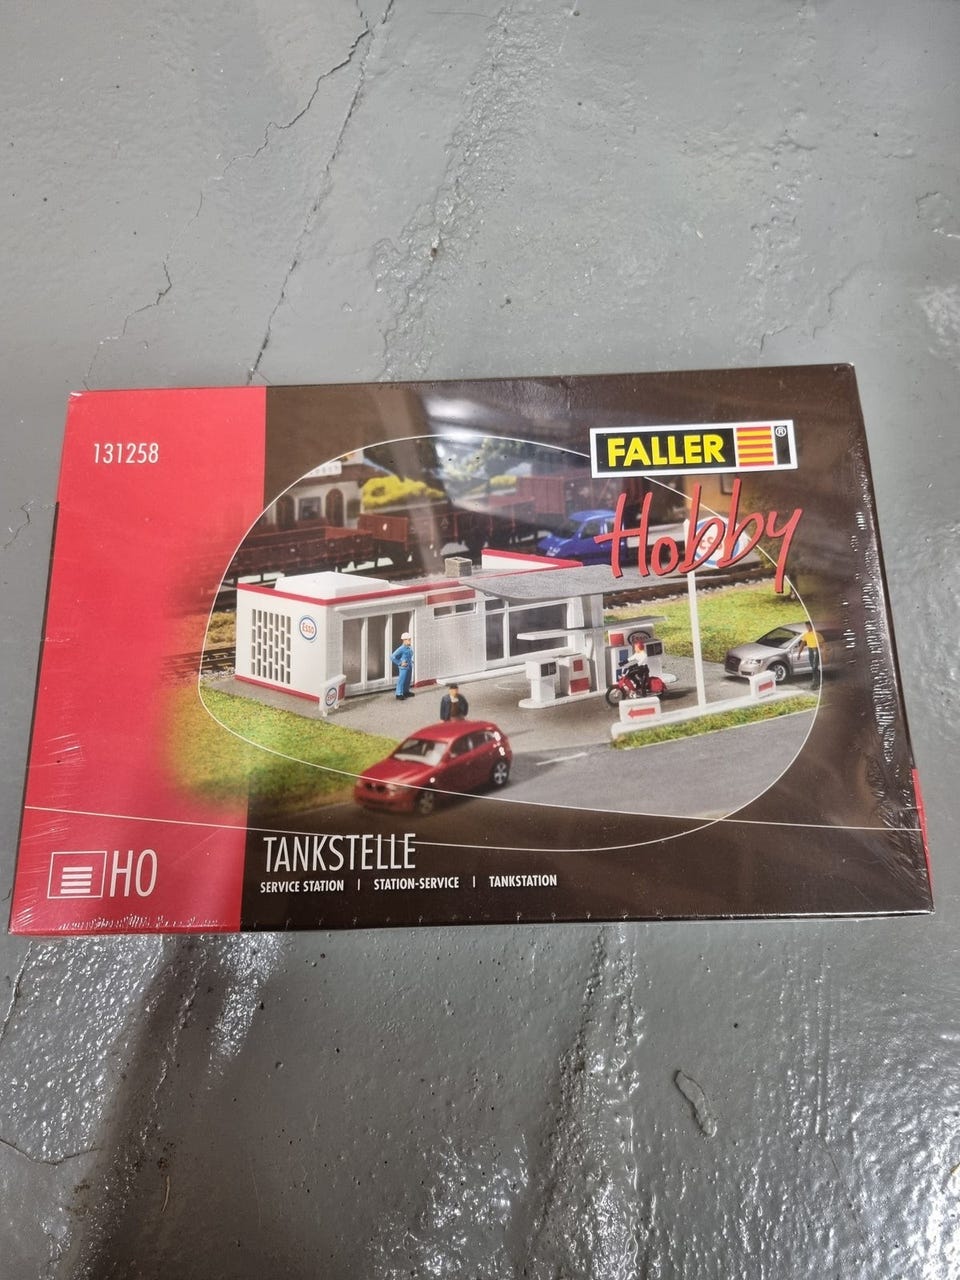 131258
FALLER ®
Hobby
ESSO
TANKSTELLE
SERVICE STATION | STATION-SERVICE | TANKSTATION
HO